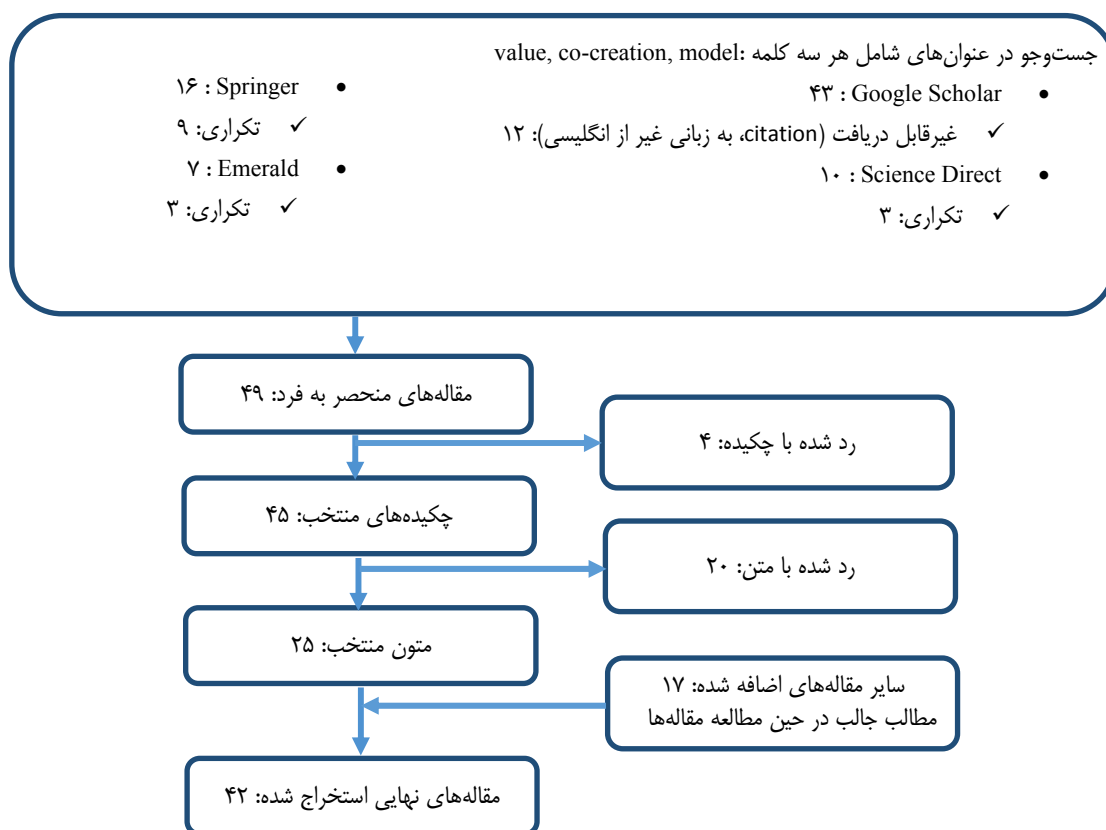 جست‌وجو در عنوان‌های شامل هر سه کلمه :value, co-creation, model
• Google Scholar : ۴۳
✓ غیرقابل دریافت (citation، به زبانی غیر از انگلیسی): ۱۲
• Science Direct : ۱۰
✓ تکراری: ۳
• Springer : ۱۶
✓ تکراری: ۹
• Emerald : ۷
✓ تکراری: ۳
مقاله‌های منحصر به فرد: ۴۹
رد شده با چکیده: ۴
چکیده‌های منتخب: ۴۵
رد شده با متن: ۲۰
متون منتخب: ۲۵
سایر مقاله‌های اضافه شده: ۱۷
مطالب جالب در حین مطالعه مقاله‌ها
مقاله‌های نهایی استخراج شده: ۴۲